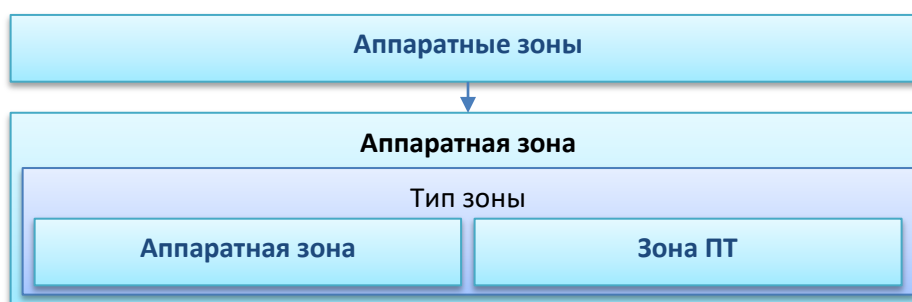 Аппаратные зоны
Аппаратная зона
Тип зоны
Аппаратная зона
Зона ПТ